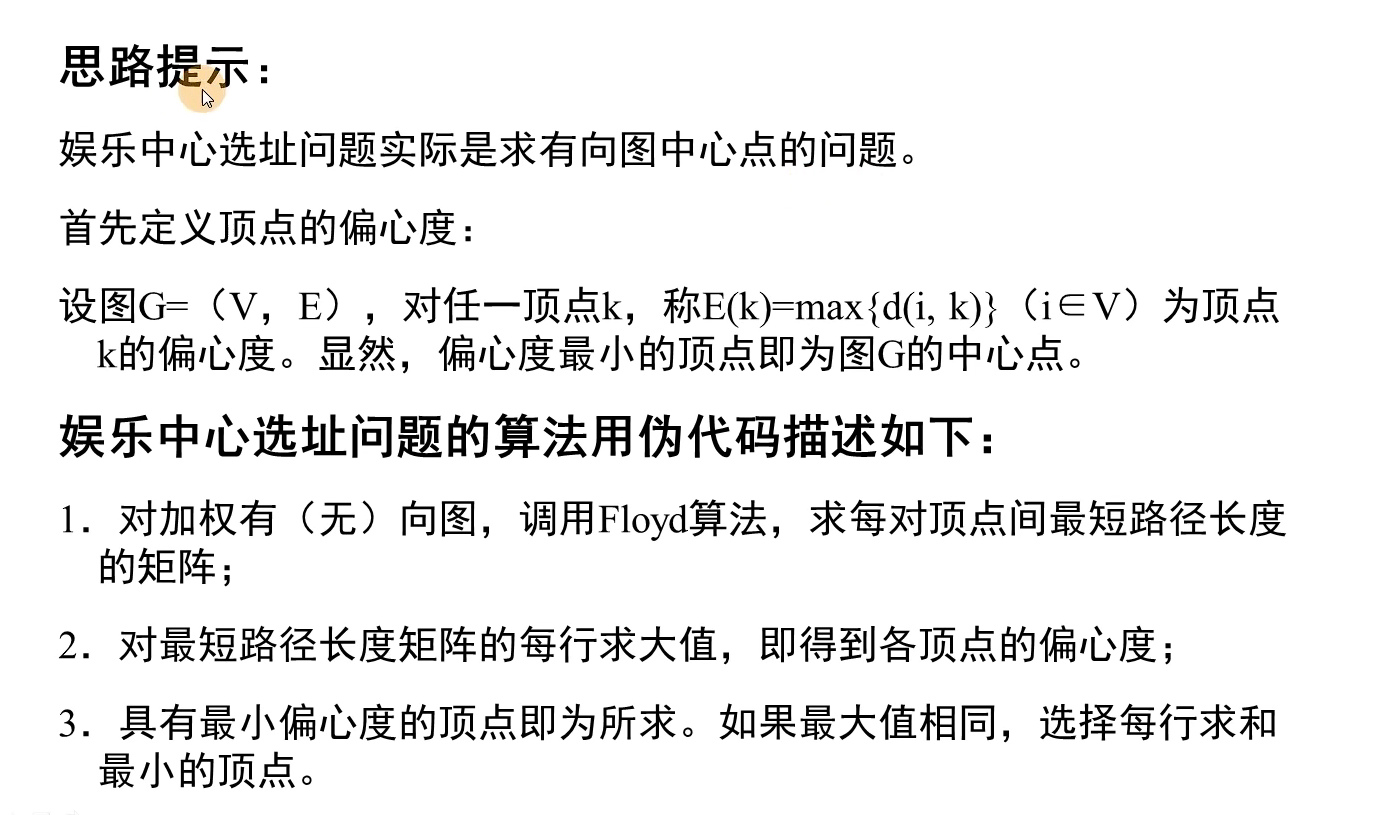 思路提示：
娱乐中心选址问题实际是求有向图中心点的问题。
首先定义顶点的偏心度：
设图G=（V，E），对任一顶点k，称E(k)=max{d(i, k)}（i∈V）为顶点
k的偏心度。显然，偏心度最小的顶点即为图G的中心点。
娱乐中心选址问题的算法用伪代码描述如下：
1．对加权有（无）向图，调用Floyd算法，求每对顶点间最短路径长度
的矩阵；
2．对最短路径长度矩阵的每行求大值，即得到各顶点的偏心度；
3．具有最小偏心度的顶点即为所求。如果最大值相同，选择每行求和
最小的顶点。